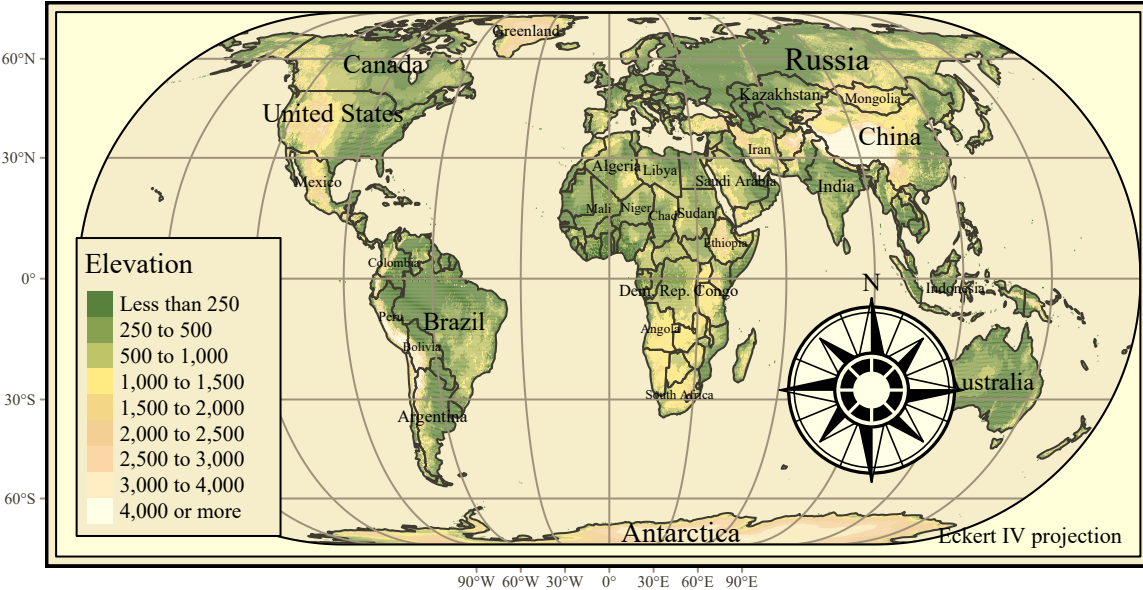 Greenland
60°N
Canada
Russia
Kazakhstan
Mongolia
United States
China
30°N
Iran
Algeria
Libya
Mexico
Saudi Arabia
India
Mali
Niger
Chad
Sudan
Ethiopia
Colombia
0°
Dem. Rep. Congo
Indonesia
N
Peru
Brazil
Angola
Bolivia
ustralia
South Africa
30°S
Argentina
60°S
Antarctica
Eckert IV projection
Elevation
Less than 250
250 to 500
500 to 1,000
1,000 to 1,500
1,500 to 2,000
2,000 to 2,500
2,500 to 3,000
3,000 to 4,000
4,000 or more
90°W 60°W 30°W 0° 30°E 60°E 90°E